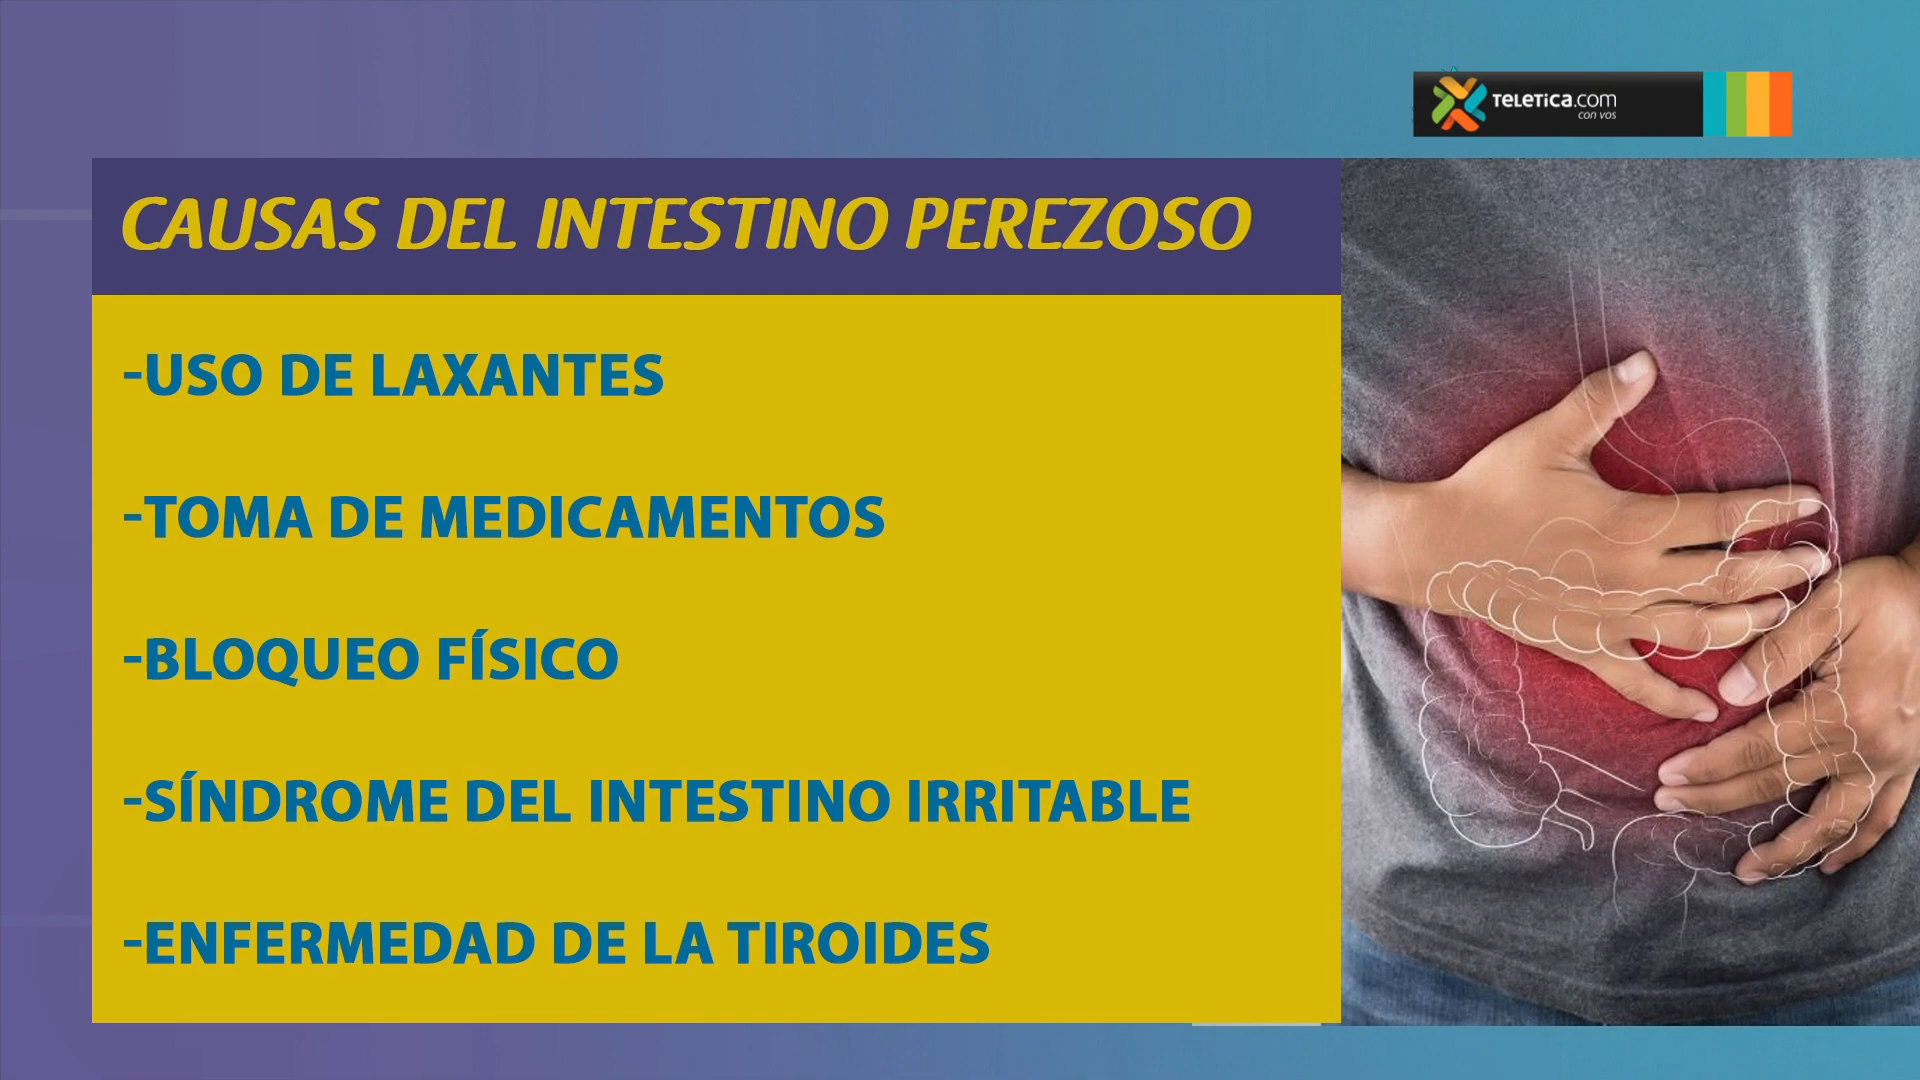 TELETICA.com
con vos
CAUSAS DEL INTESTINO PEREZOSO
-USO DE LAXANTES
-TOMA DE MEDICAMENTOS
-BLOQUEO FÍSICO
-SÍNDROME DEL INTESTINO IRRITABLE
-ENFERMEDAD DE LA TIROIDES